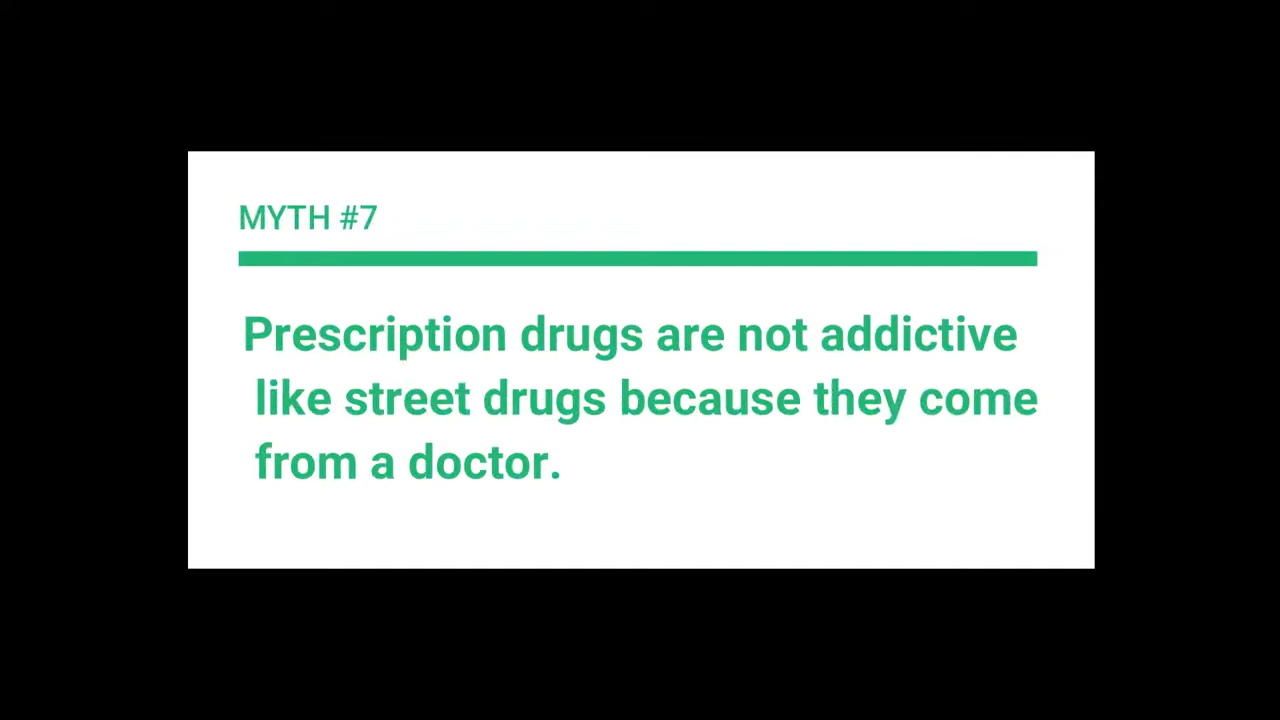 MYTH #7
Prescription drugs are not addictive
like street drugs because they come
from a doctor.